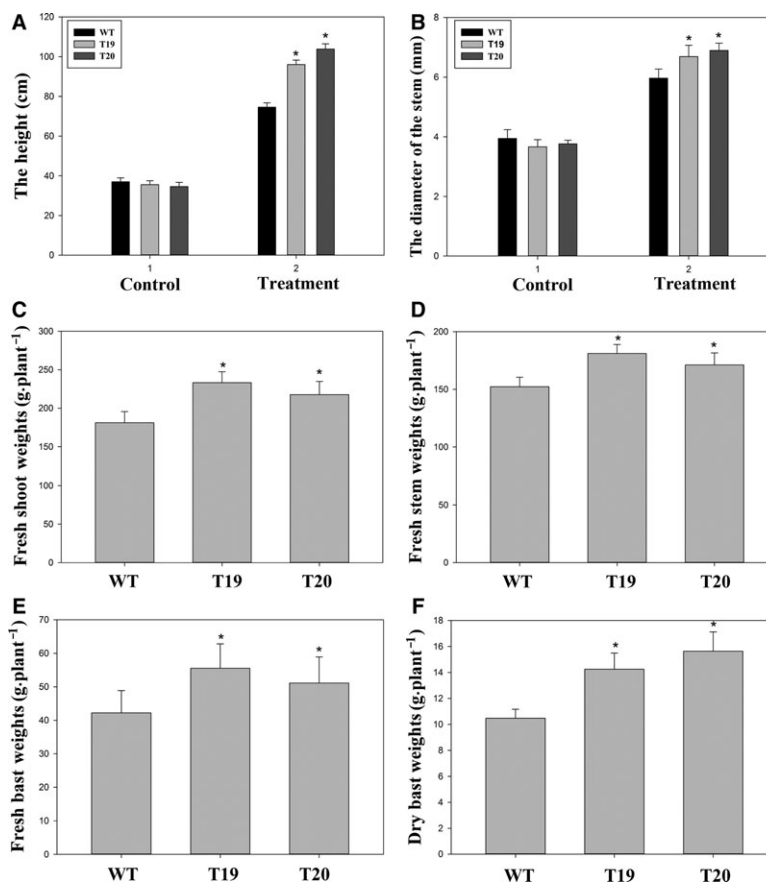 A
WT
T19
T20
The height (cm)
120
100
80
60
40
20
0
* *
1 2
Control Treatment
B
WT
T19
T20
The diameter of the stem (mm)
8
6
4
2
0
* *
1 2
Control Treatment
C
Fresh shoot weights (g·plant⁻¹)
300
250
200
150
100
50
0
* *
WT T19 T20
D
Fresh stem weights (g·plant⁻¹)
200
150
100
50
0
* *
WT T19 T20
E
Fresh bast weights (g·plant⁻¹)
70
60
50
40
30
20
10
0
* *
WT T19 T20
F
Dry bast weights (g·plant⁻¹)
18
16
14
12
10
8
6
4
2
0
* *
WT T19 T20